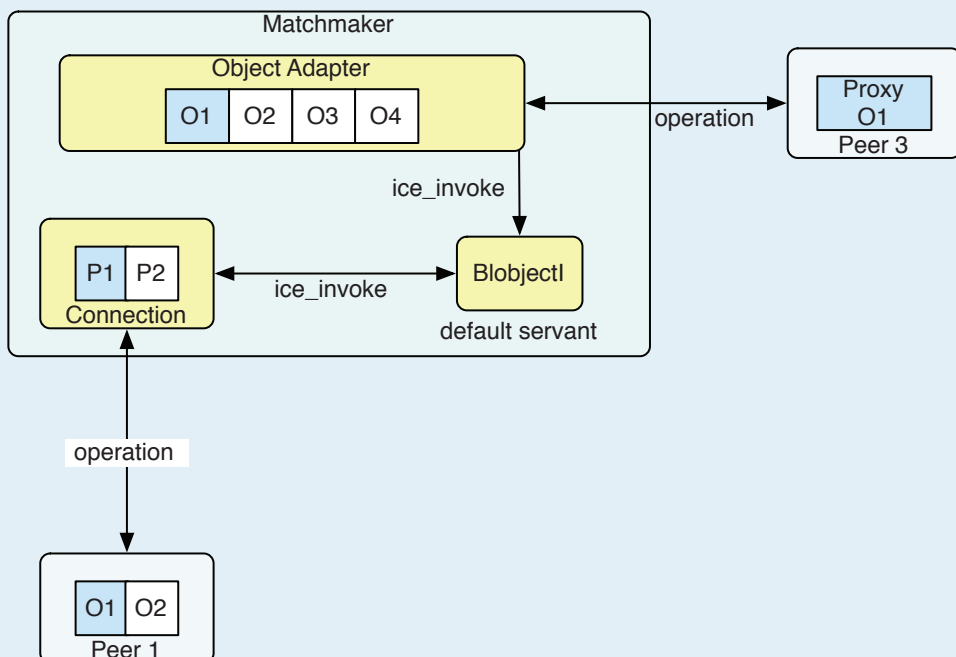 Matchmaker
Object Adapter
O1 O2 O3 O4
operation
Proxy
O1
Peer 3
ice_invoke
P1 P2
Connection
ice_invoke
BlobjectI
default servant
operation
O1 O2
Peer 1